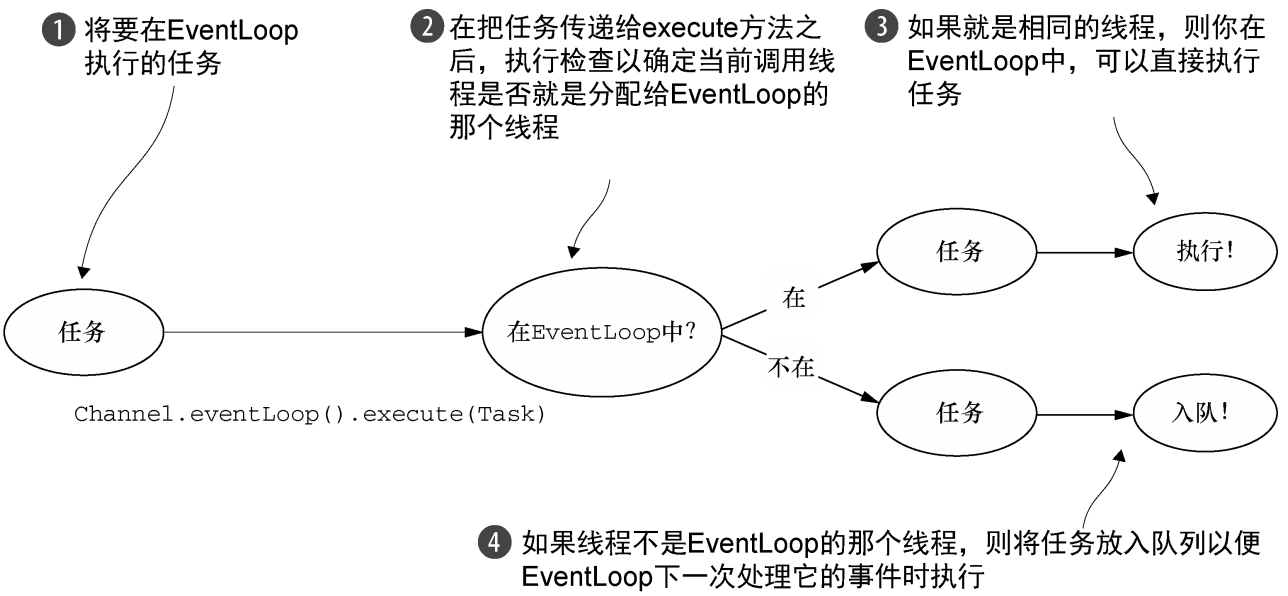 1 将要在EventLoop
执行的任务
2 在把任务传递给execute方法之
后，执行检查以确定当前调用线
程是否就是分配给EventLoop的
那个线程
3 如果就是相同的线程，则你在
EventLoop中，可以直接执行
任务
任务
在EventLoop中？
在
不在
任务
执行！
任务
入队！
Channel.eventLoop().execute(Task)
4 如果线程不是EventLoop的那个线程，则将任务放入队列以便
EventLoop下一次处理它的事件时执行